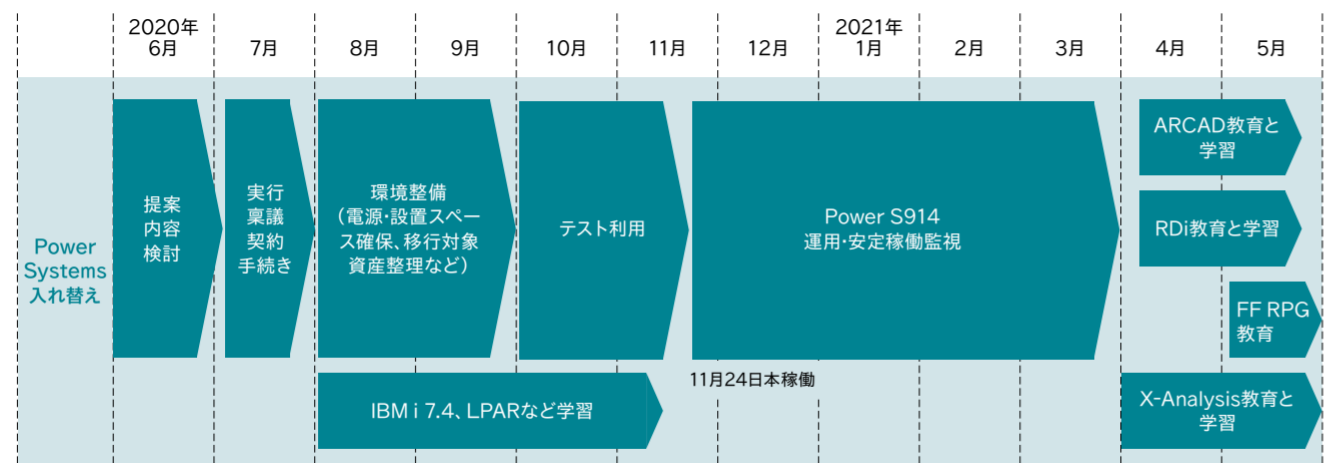 2020年
6月
7月
8月
9月
10月
11月
12月
2021年
1月
2月
3月
4月
5月
Power
Systems
入れ替え
提案
内容
検討
実行
稟議
契約
手続き
環境整備
（電源・設置スペー
ス確保、移行対象
資産整理など）
テスト利用
Power S914
運用・安定稼働監視
ARCAD教育と
学習
RDi教育と学習
FF RPG
教育
11月24日本稼働
IBM i 7.4、LPARなど学習
X-Analysis教育と
学習